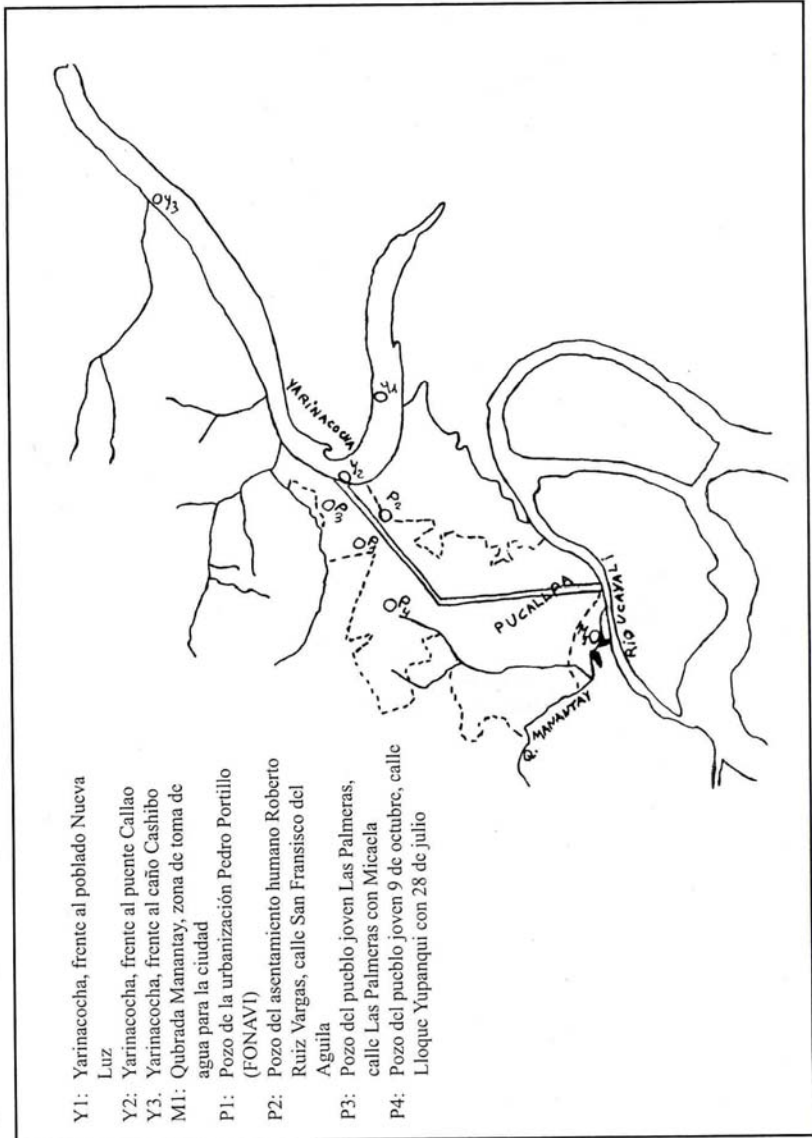 Y1: Yarinacocha, frente al poblado Nueva
Luz
Y2: Yarinacocha, frente al puente Callao
Y3. Yarinacocha, frente al caño Cashibo
M1: Qubrada Manantay, zona de toma de
agua para la ciudad
P1: Pozo de la urbanización Pedro Portillo
(FONAVI)
P2: Pozo del asentamiento humano Roberto
Ruiz Vargas, calle San Fransisco del
Aguila
P3: Pozo del pueblo joven Las Palmeras,
calle Las Palmeras con Micaela
P4: Pozo del pueblo joven 9 de octubre, calle
Lloque Yupanqui con 28 de julio
Y3
YARINACOCHA
Y1
Y2
P3
P2
P1
P4
PUCALLPA
M1
RÍO UCAYALI
Q. MANANTAY